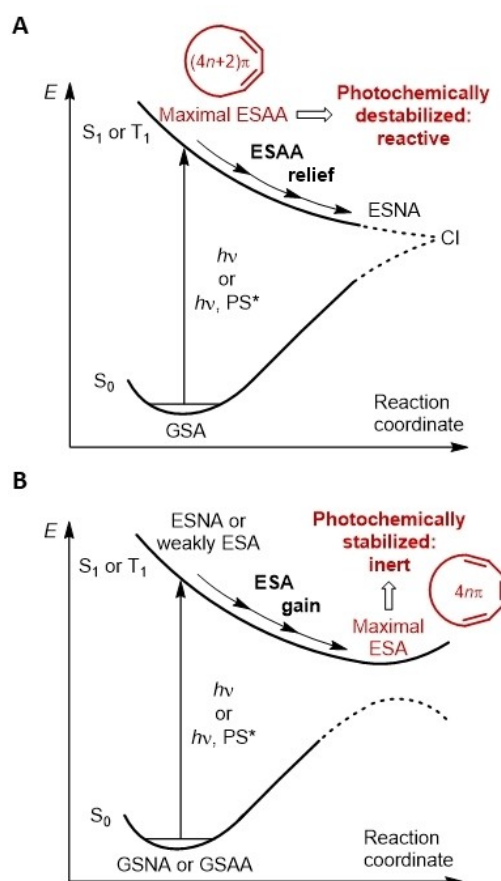 A
E
(4n+2)π
Maximal ESAA
Photochemically
destabilized:
reactive
S₁ or T₁
ESAA
relief
ESNA
CI
hν
or
hν, PS*
S₀
GSA
Reaction
coordinate
B
E
ESNA or
weakly ESA
Photochemically
stabilized:
inert
S₁ or T₁
ESA
gain
4nπ
Maximal
ESA
hν
or
hν, PS*
S₀
GSNA or GSAA
Reaction
coordinate